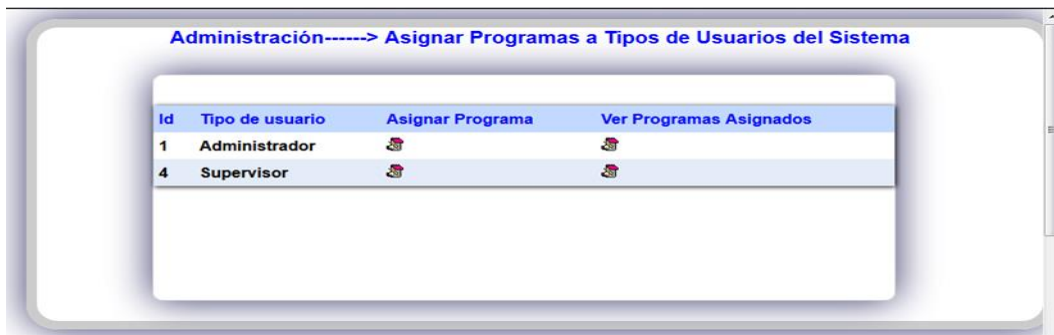 Administración------> Asignar Programas a Tipos de Usuarios del Sistema
Id Tipo de usuario Asignar Programa Ver Programas Asignados
1 Administrador
4 Supervisor